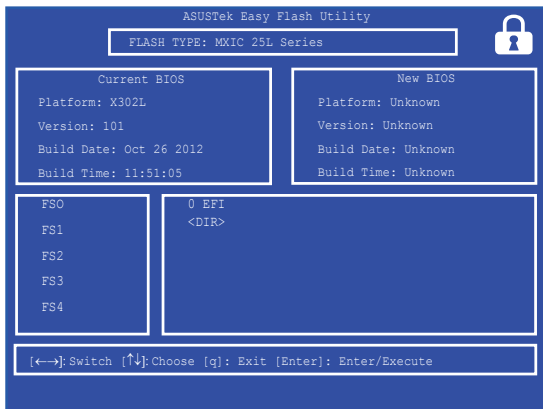 ASUSTek Easy Flash Utility
FLASH TYPE: MXIC 25L Series
Current BIOS
Platform: X302L
Version: 101
Build Date: Oct 26 2012
Build Time: 11:51:05
New BIOS
Platform: Unknown
Version: Unknown
Build Date: Unknown
Build Time: Unknown
FS0
FS1
FS2
FS3
FS4
0 EFI
<DIR>
[←→]: Switch [↑↓]: Choose [q]: Exit [Enter]: Enter/Execute